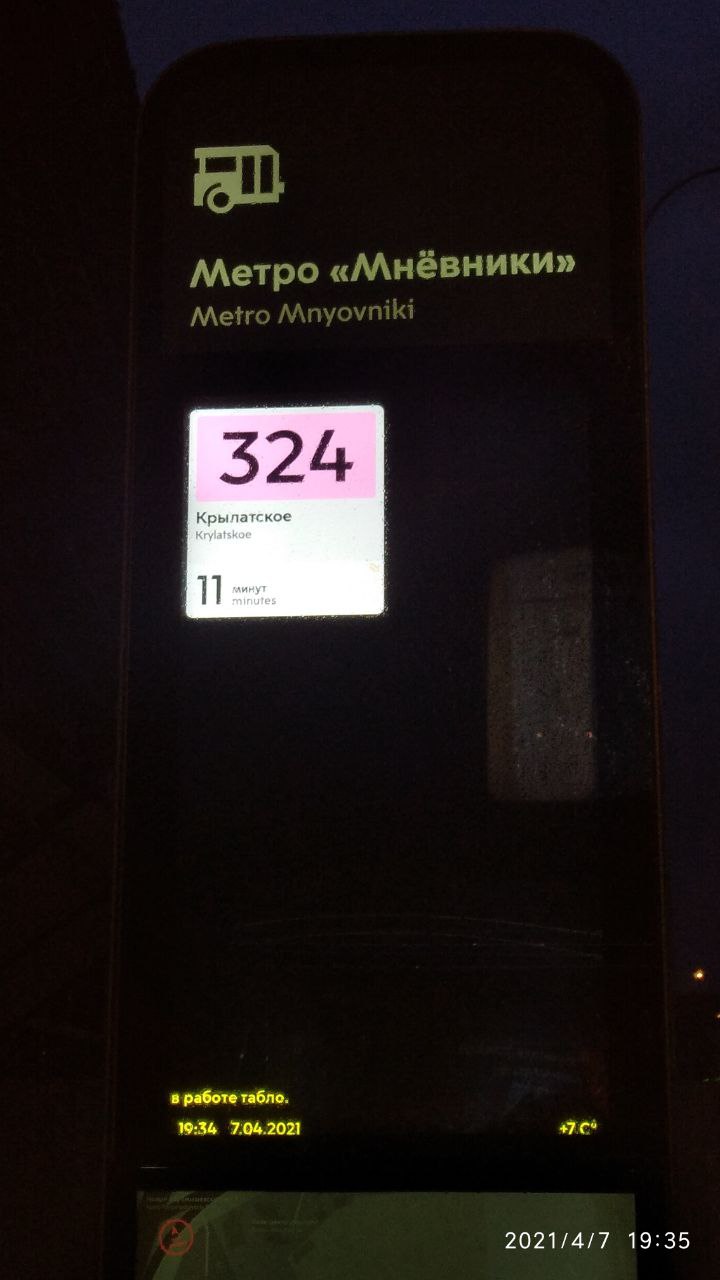 Метро «Мнёвники»
Metro Mnyovniki
324
Крылатское
Krylatskoe
11 минут
minutes
в работе табло.
19:34 7.04.2021 +7 C°
2021/4/7 19:35